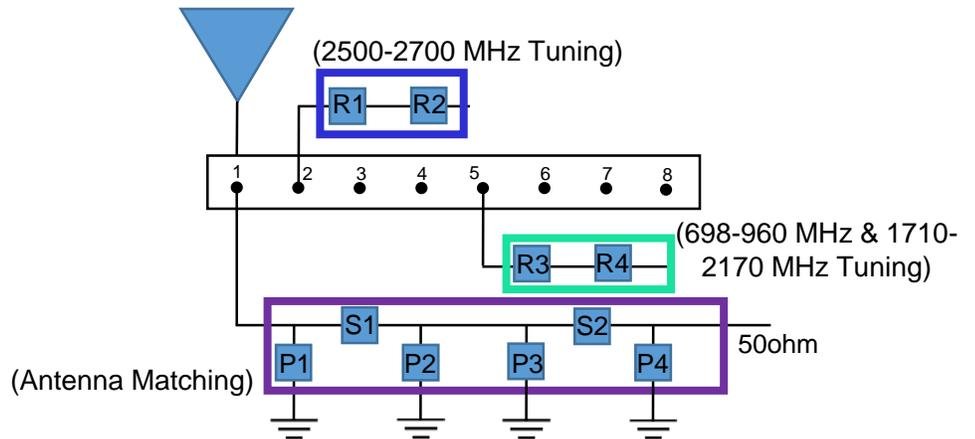 (2500-2700 MHz Tuning)
R1 R2
1 2 3 4 5 6 7 8
(698-960 MHz & 1710-
2170 MHz Tuning)
R3 R4
S1 S2
50ohm
P1 P2 P3 P4
(Antenna Matching)